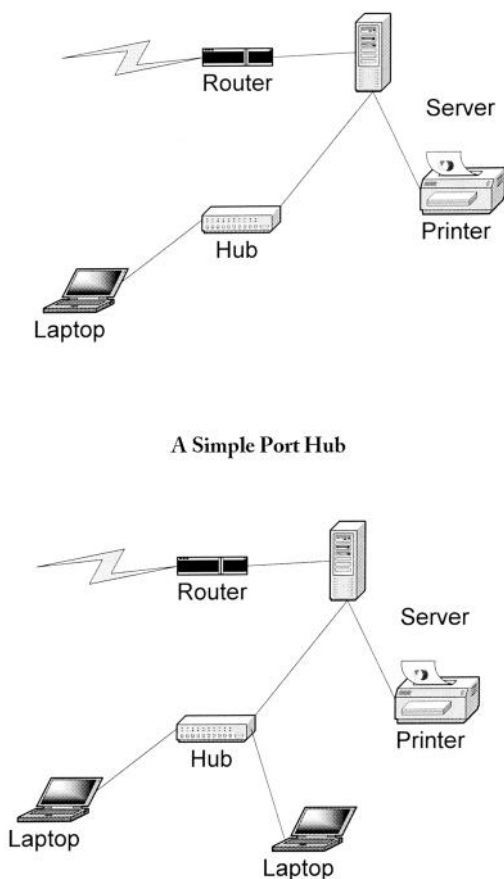 Router
Server
Printer
Hub
Laptop
A Simple Port Hub
Router
Server
Printer
Hub
Laptop
Laptop